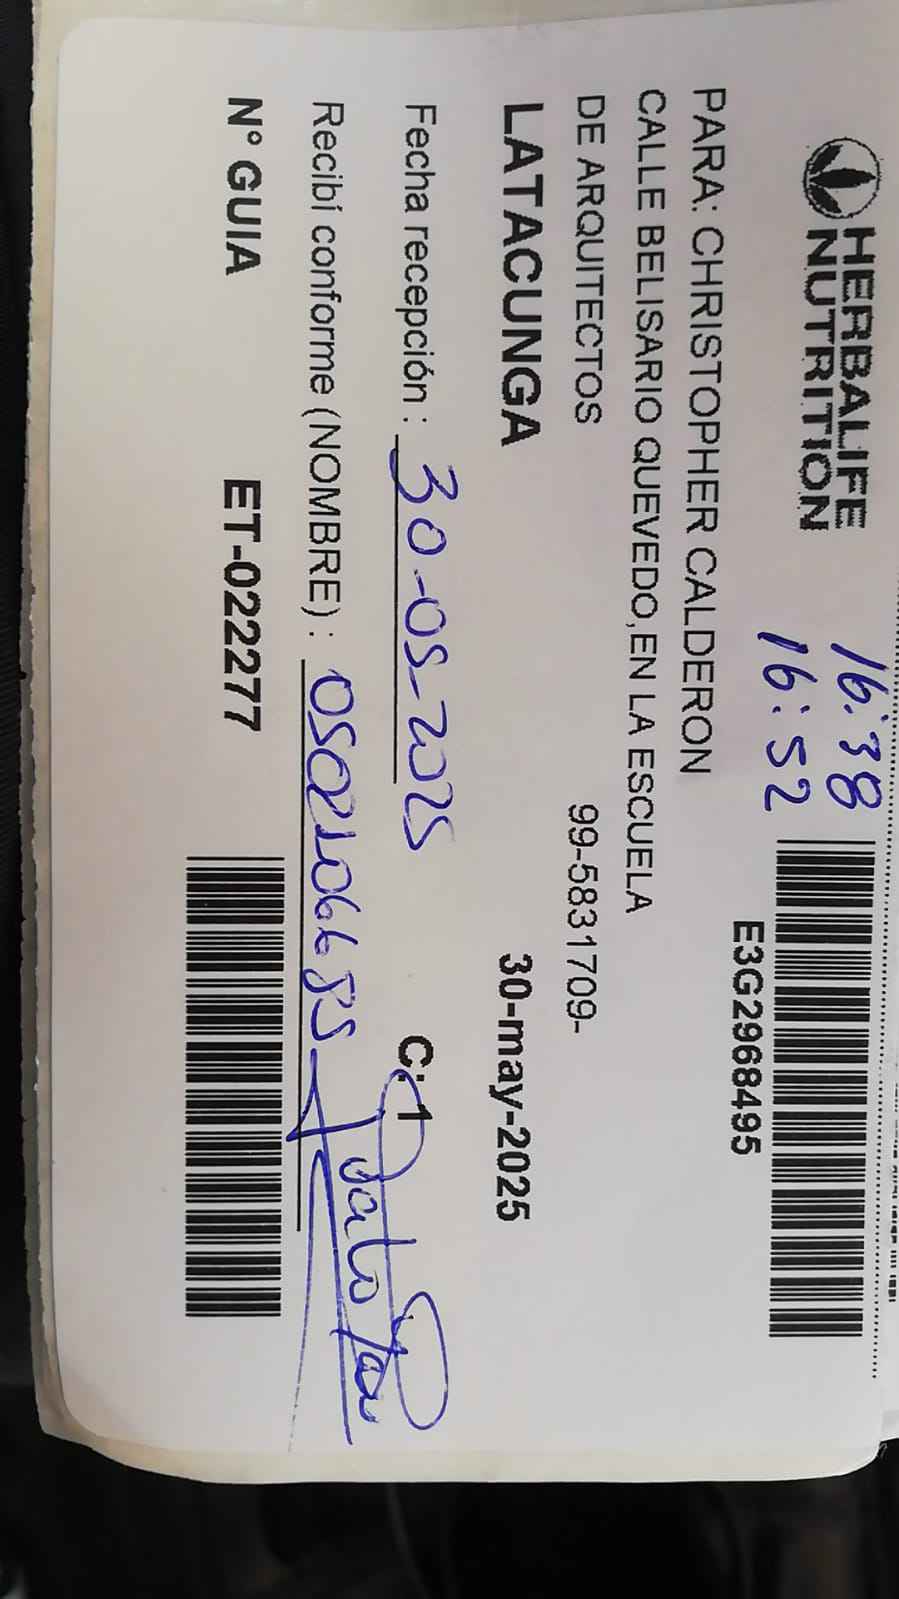 HERBALIFE
NUTRITION
16:38
16:52
E3G2968495
PARA: CHRISTOPHER CALDERON
CALLE BELISARIO QUEVEDO,EN LA ESCUELA
DE ARQUITECTOS 99-5831709-
LATACUNGA 30-may-2025
Fecha recepción : 30-05-2025 C:1
Recibí conforme (NOMBRE) :
N° GUIA ET-022277